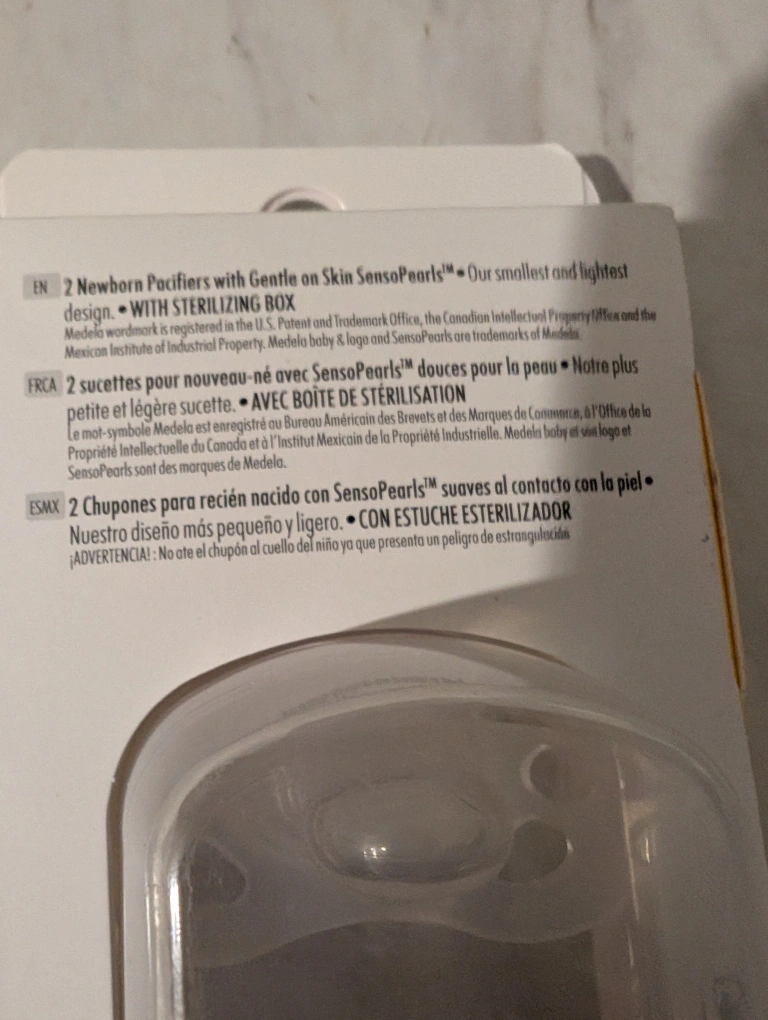 EN 2 Newborn Pacifiers with Gentle on Skin SensoPearls™ • Our smallest and lightest
design. • WITH STERILIZING BOX
Medela wordmark is registered in the U.S. Patent and Trademark Office, the Canadian Intellectual Property Office and the
Mexican Institute of Industrial Property. Medela baby & logo and SensoPearls are trademarks of Medela.
FRCA 2 sucettes pour nouveau-né avec SensoPearls™ douces pour la peau • Notre plus
petite et légère sucette. • AVEC BOÎTE DE STÉRILISATION
Le mot-symbole Medela est enregistré au Bureau Américain des Brevets et des Marques de Commerce, à l'Office de la
Propriété Intellectuelle du Canada et à l'Institut Mexicain de la Propriété Industrielle. Medela baby et son logo et
SensoPearls sont des marques de Medela.
ESMX 2 Chupones para recién nacido con SensoPearls™ suaves al contacto con la piel •
Nuestro diseño más pequeño y ligero. • CON ESTUCHE ESTERILIZADOR
¡ADVERTENCIA! : No ate el chupón al cuello del niño ya que presenta un peligro de estrangulación